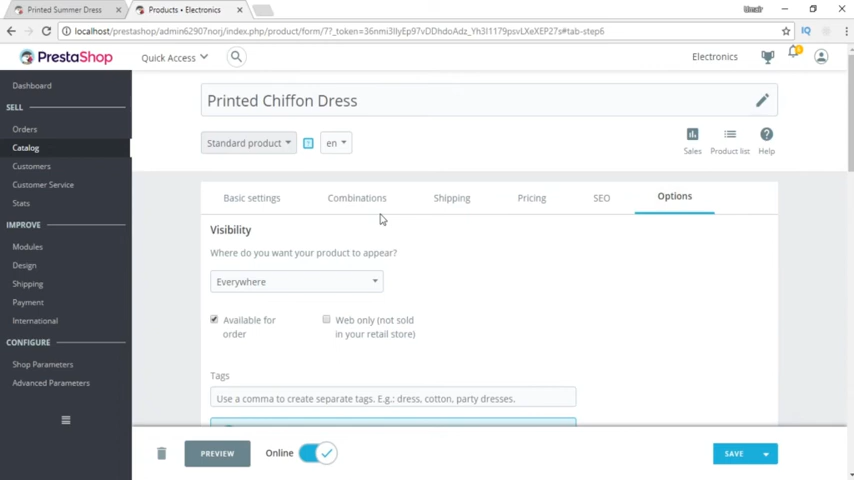 Printed Summer Dress
Products • Electronics
Umair
localhost/prestashop/admin62907norj/index.php/product/form/7?_token=36nmi3IlyEp97vDDhdoAdz_Yh3l1179psvLXeXEP27s#tab-step6
PrestaShop
Quick Access
Electronics
Dashboard
SELL
Orders
Catalog
Customers
Customer Service
Stats
IMPROVE
Modules
Design
Shipping
Payment
International
CONFIGURE
Shop Parameters
Advanced Parameters
Printed Chiffon Dress
Standard product
en
Sales
Product list
Help
Basic settings
Combinations
Shipping
Pricing
SEO
Options
Visibility
Where do you want your product to appear?
Everywhere
Available for
order
Web only (not sold
in your retail store)
Tags
Use a comma to create separate tags. E.g.: dress, cotton, party dresses.
PREVIEW
Online
SAVE